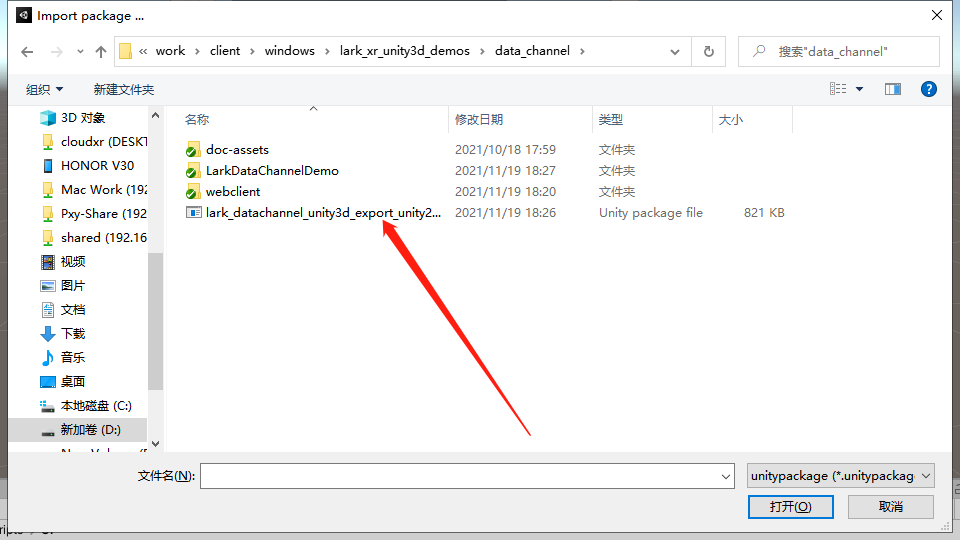 Import package ...
« work › client › windows › lark_xr_unity3d_demos › data_channel ›
搜索"data_channel"
组织 新建文件夹
名称 修改日期 类型 大小
3D 对象
cloudxr (DESKT
HONOR V30
Mac Work (192
Pxy-Share (192
shared (192.16
视频
图片
文档
下载
音乐
桌面
本地磁盘 (C:)
新加卷 (D:)
doc-assets 2021/10/18 17:59 文件夹
LarkDataChannelDemo 2021/11/19 18:27 文件夹
webclient 2021/11/19 18:20 文件夹
lark_datachannel_unity3d_export_unity2... 2021/11/19 18:26 Unity package file 821 KB
文件名(N):
unitypackage (*.unitypackag
打开(O) 取消